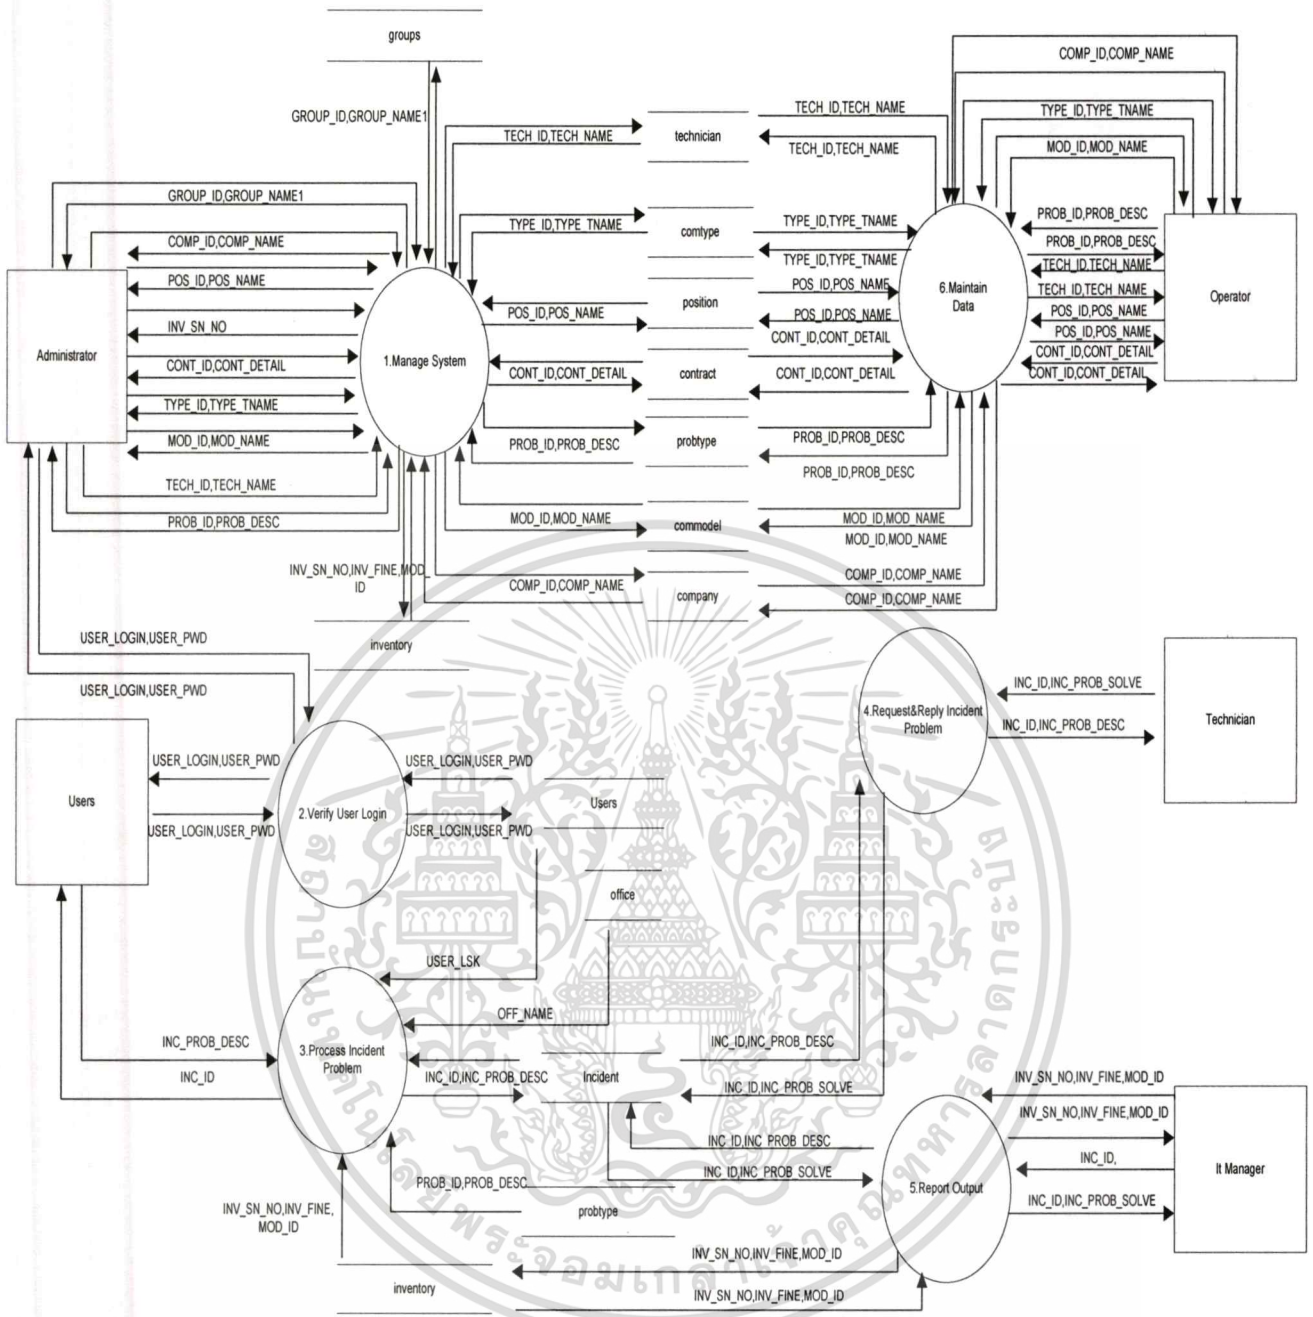 groups
GROUP_ID,GROUP_NAME1
TECH_ID,TECH_NAME
technician
TECH_ID,TECH_NAME
TECH_ID,TECH_NAME
COMP_ID,COMP_NAME
TYPE_ID,TYPE_TNAME
MOD_ID,MOD_NAME
GROUP_ID,GROUP_NAME1
COMP_ID,COMP_NAME
POS_ID,POS_NAME
INV_SN_NO
CONT_ID,CONT_DETAIL
TYPE_ID,TYPE_TNAME
MOD_ID,MOD_NAME
TECH_ID,TECH_NAME
PROB_ID,PROB_DESC
Administrator
1.Manage System
TYPE_ID,TYPE_TNAME
comtype
TYPE_ID,TYPE_TNAME
TYPE_ID,TYPE_TNAME
POS_ID,POS_NAME
position
POS_ID,POS_NAME
POS_ID,POS_NAME
CONT_ID,CONT_DETAIL
contract
CONT_ID,CONT_DETAIL
CONT_ID,CONT_DETAIL
PROB_ID,PROB_DESC
probtype
PROB_ID,PROB_DESC
PROB_ID,PROB_DESC
MOD_ID,MOD_NAME
commodel
MOD_ID,MOD_NAME
MOD_ID,MOD_NAME
COMP_ID,COMP_NAME
company
COMP_ID,COMP_NAME
COMP_ID,COMP_NAME
6.Maintain
Data
PROB_ID,PROB_DESC
PROB_ID,PROB_DESC
TECH_ID,TECH_NAME
TECH_ID,TECH_NAME
POS_ID,POS_NAME
POS_ID,POS_NAME
CONT_ID,CONT_DETAIL
CONT_ID,CONT_DETAIL
Operator
INV_SN_NO,INV_FINE,MOD_
ID
inventory
USER_LOGIN,USER_PWD
USER_LOGIN,USER_PWD
Users
USER_LOGIN,USER_PWD
USER_LOGIN,USER_PWD
2.Verify User Login
USER_LOGIN,USER_PWD
USER_LOGIN,USER_PWD
Users
office
USER_LSK
OFF_NAME
4.Request&Reply Incident
Problem
INC_ID,INC_PROB_SOLVE
INC_ID,INC_PROB_DESC
Technician
INC_PROB_DESC
INC_ID
3.Process Incident
Problem
INC_ID,INC_PROB_DESC
Incident
INC_ID,INC_PROB_DESC
INC_ID,INC_PROB_SOLVE
INC_ID,INC_PROB_DESC
INC_ID,INC_PROB_SOLVE
PROB_ID,PROB_DESC
probtype
INV_SN_NO,INV_FINE,
MOD_ID
inventory
INV_SN_NO,INV_FINE,MOD_ID
INV_SN_NO,INV_FINE,MOD_ID
5.Report Output
INV_SN_NO,INV_FINE,MOD_ID
INV_SN_NO,INV_FINE,MOD_ID
INC_ID,
INC_ID,INC_PROB_SOLVE
It Manager